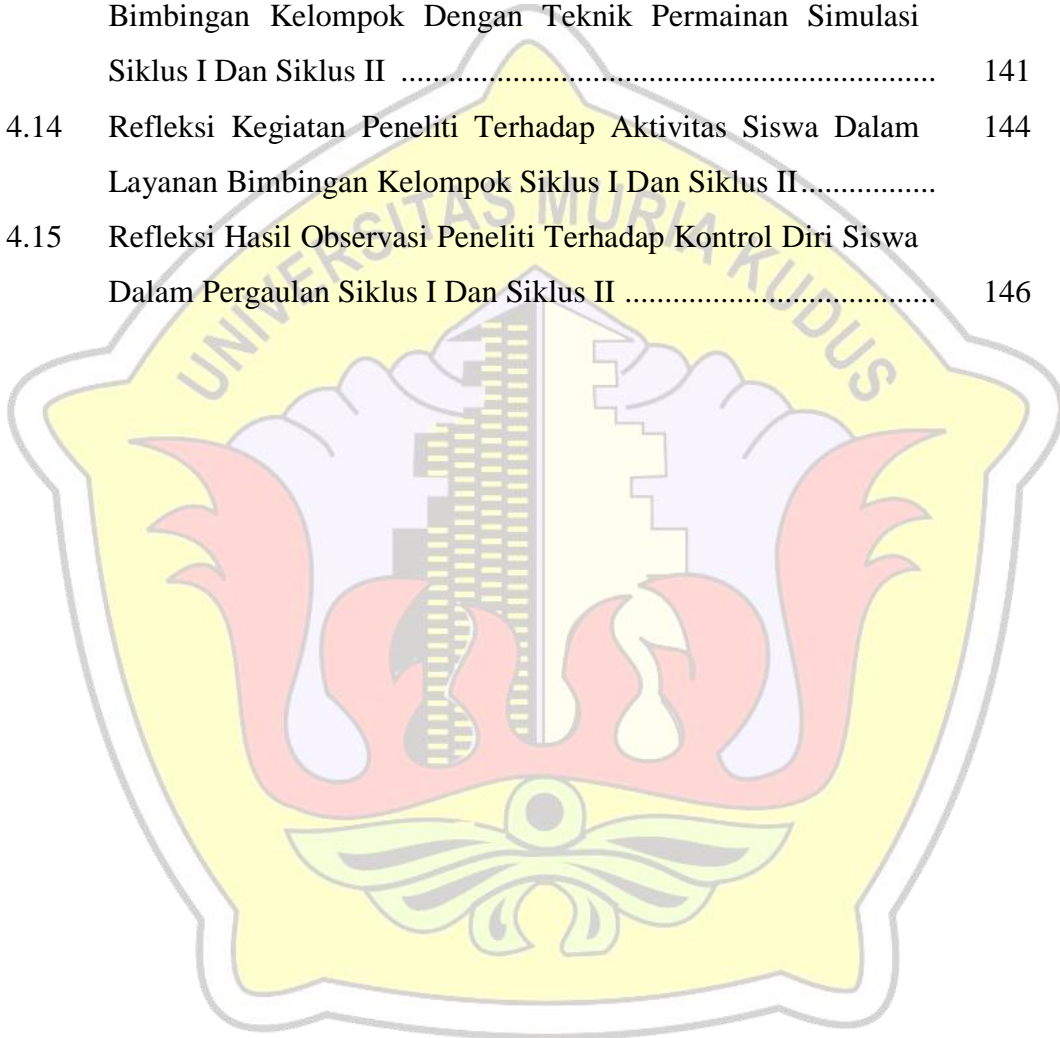 Bimbingan Kelompok Dengan Teknik Permainan Simulasi
Siklus I Dan Siklus II ................................................................. 141
4.14 Refleksi Kegiatan Peneliti Terhadap Aktivitas Siswa Dalam 144
Layanan Bimbingan Kelompok Siklus I Dan Siklus II................
4.15 Refleksi Hasil Observasi Peneliti Terhadap Kontrol Diri Siswa
Dalam Pergaulan Siklus I Dan Siklus II ..................................... 146
UNIVERSITAS MURIA KUDUS